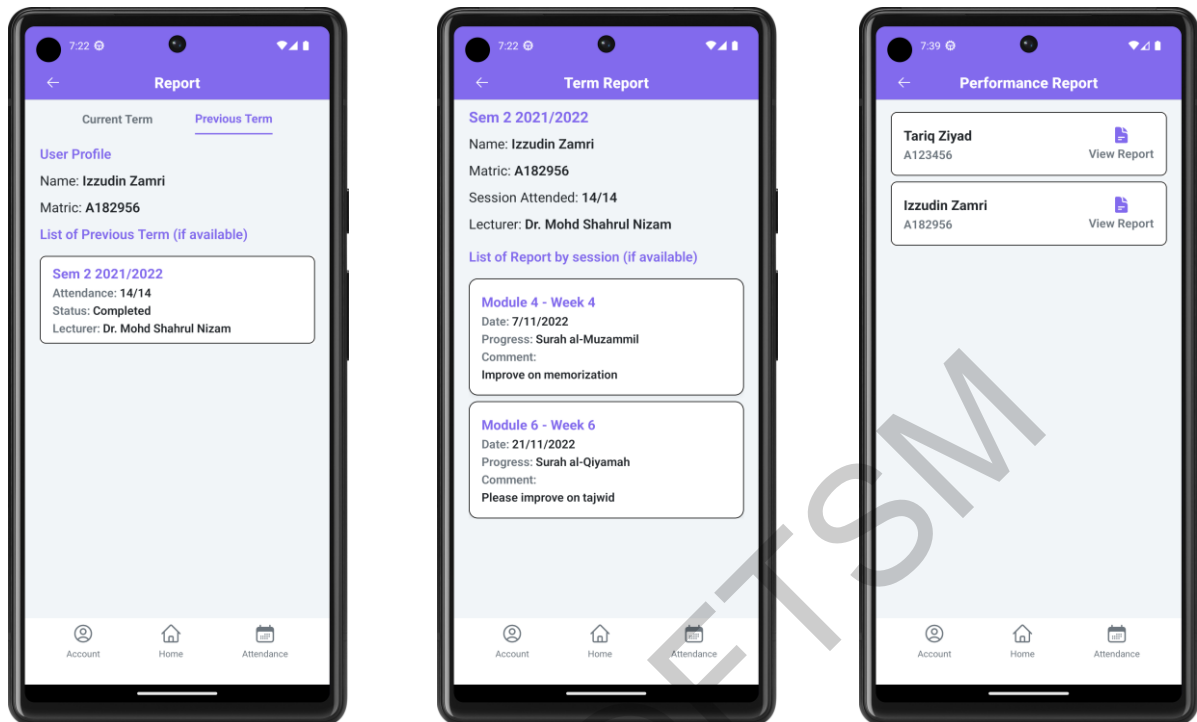 7:22
Report
Current Term Previous Term
User Profile
Name: Izzudin Zamri
Matric: A182956
List of Previous Term (if available)
Sem 2 2021/2022
Attendance: 14/14
Status: Completed
Lecturer: Dr. Mohd Shahrul Nizam
Account Home Attendance
7:22
Term Report
Sem 2 2021/2022
Name: Izzudin Zamri
Matric: A182956
Session Attended: 14/14
Lecturer: Dr. Mohd Shahrul Nizam
List of Report by session (if available)
Module 4 - Week 4
Date: 7/11/2022
Progress: Surah al-Muzammil
Comment:
Improve on memorization
Module 6 - Week 6
Date: 21/11/2022
Progress: Surah al-Qiyamah
Comment:
Please improve on tajwid
Account Home Attendance
7:39
Performance Report
Tariq Ziyad
A123456
View Report
Izzudin Zamri
A182956
View Report
Account Home Attendance
ETSM